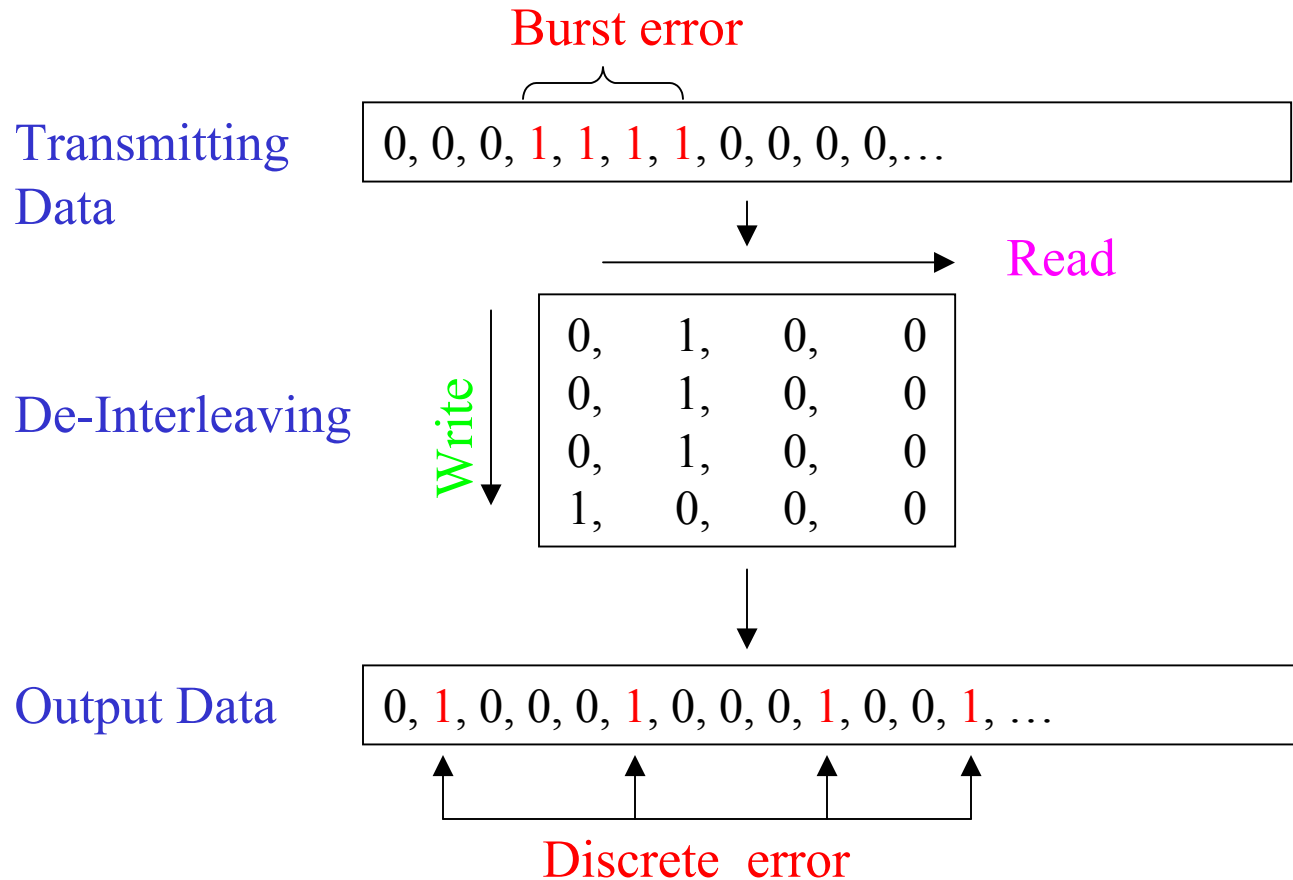 Burst error
Transmitting
Data
0, 0, 0, 1, 1, 1, 1, 0, 0, 0, 0,…
Read
De-Interleaving
Write
0, 1, 0, 0
0, 1, 0, 0
0, 1, 0, 0
1, 0, 0, 0
Output Data
0, 1, 0, 0, 0, 1, 0, 0, 0, 1, 0, 0, 1, …
Discrete error